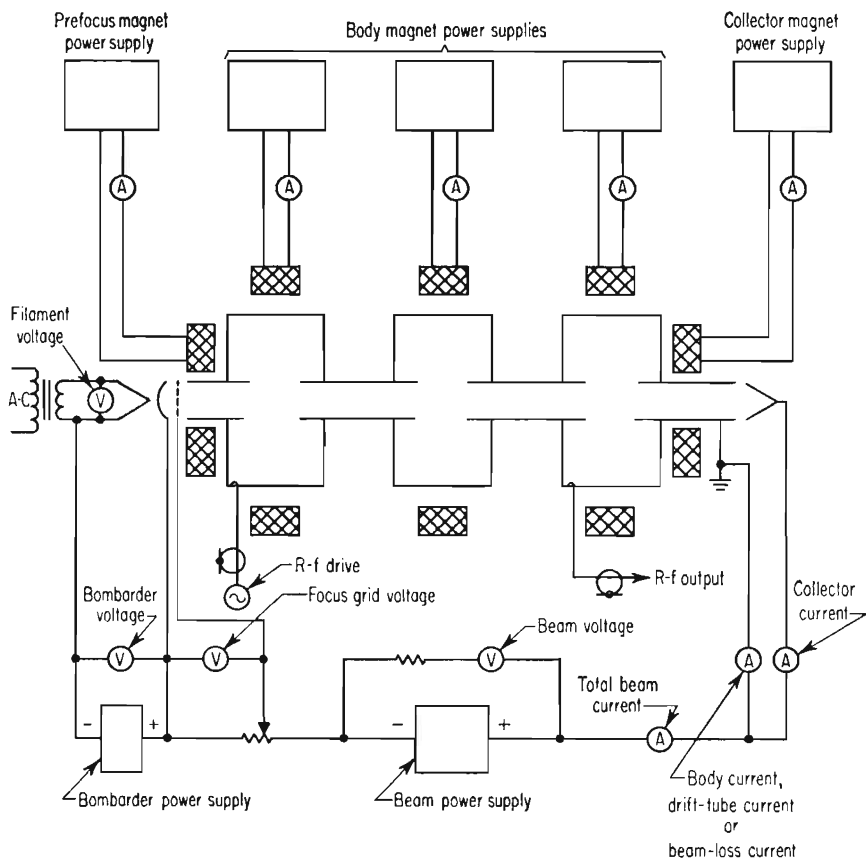 Prefocus magnet
power supply
Body magnet power supplies
Collector magnet
power supply
A
A
A
A
A
Filament
voltage
A-C
V
R-f drive
R-f output
Bombarder
voltage
Focus grid voltage
Beam voltage
Collector
current
V
V
V
A
A
Total beam
current
A
- +
- +
Bombarder power supply
Beam power supply
Body current,
drift-tube current
or
beam-loss current